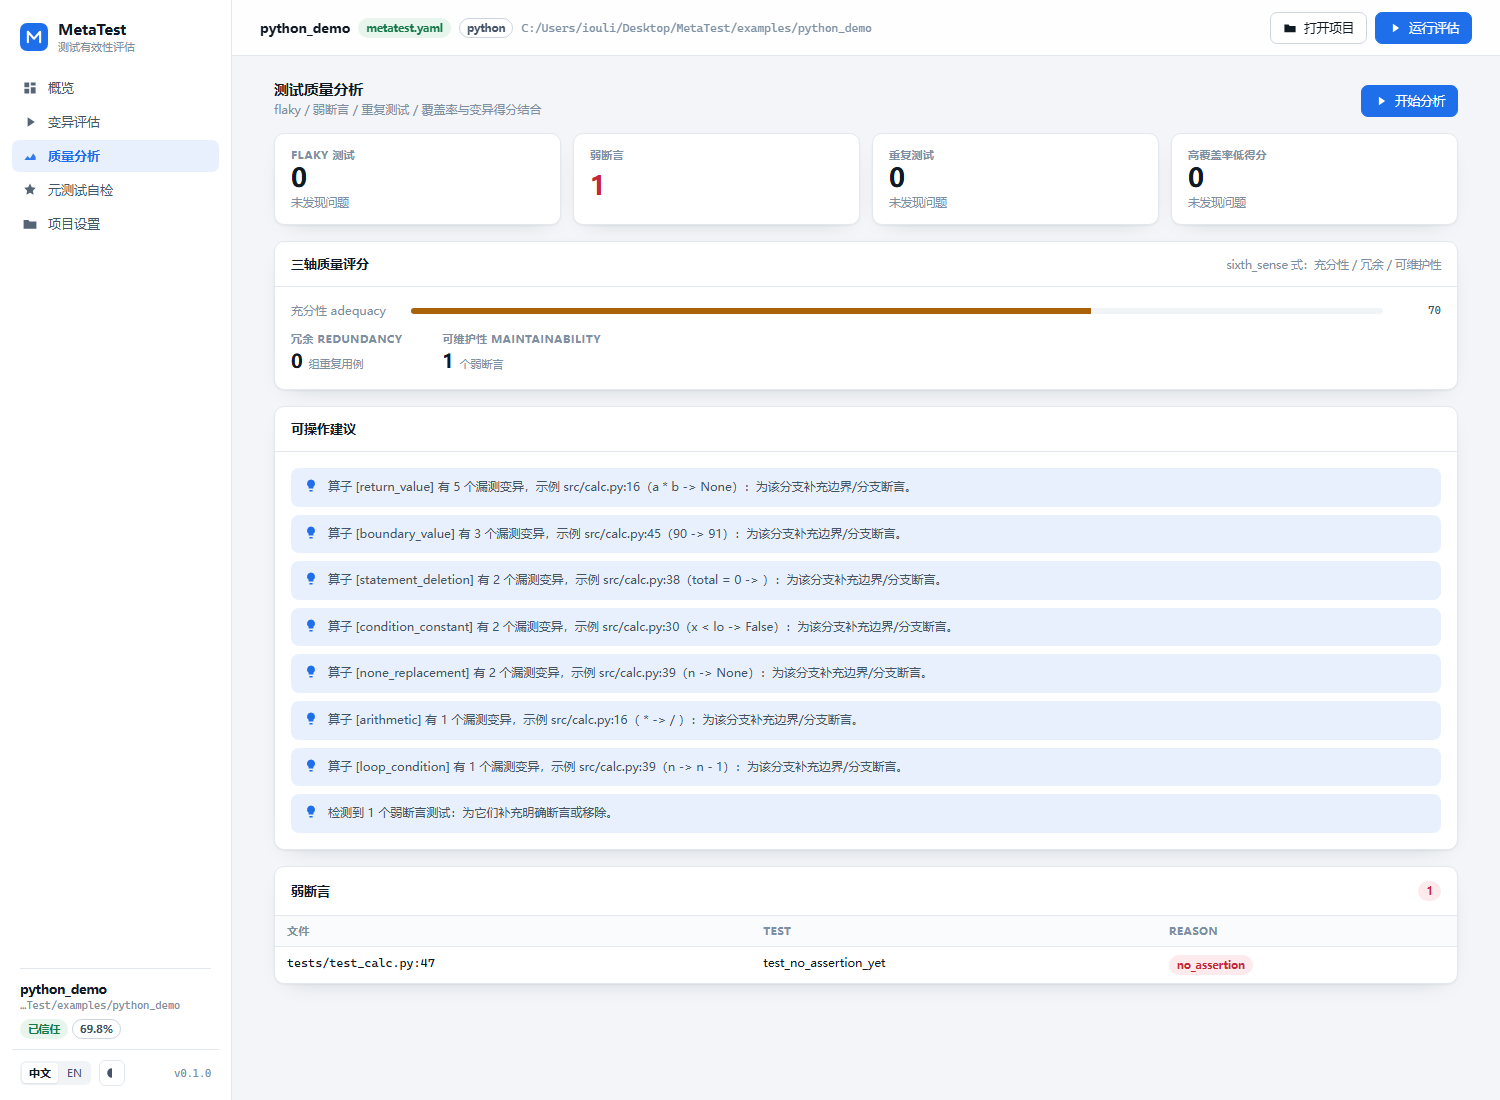 MetaTest
测试有效性评估
概览
变异评估
质量分析
元测试自检
项目设置
python_demo
…Test/examples/python_demo
已信任 69.8%
中文 EN v0.1.0
python_demo metatest.yaml python C:/Users/iouli/Desktop/MetaTest/examples/python_demo
打开项目 运行评估
测试质量分析
flaky / 弱断言 / 重复测试 / 覆盖率与变异得分结合
开始分析
FLAKY 测试
0
未发现问题
弱断言
1
重复测试
0
未发现问题
高覆盖率低得分
0
未发现问题
三轴质量评分 sixth_sense 式：充分性 / 冗余 / 可维护性
充分性 adequacy 70
冗余 REDUNDANCY
0 组重复用例
可维护性 MAINTAINABILITY
1 个弱断言
可操作建议
算子 [return_value] 有 5 个漏测变异，示例 src/calc.py:16（a * b -> None）：为该分支补充边界/分支断言。
算子 [boundary_value] 有 3 个漏测变异，示例 src/calc.py:45（90 -> 91）：为该分支补充边界/分支断言。
算子 [statement_deletion] 有 2 个漏测变异，示例 src/calc.py:38（total = 0 -> ）：为该分支补充边界/分支断言。
算子 [condition_constant] 有 2 个漏测变异，示例 src/calc.py:30（x < lo -> False）：为该分支补充边界/分支断言。
算子 [none_replacement] 有 2 个漏测变异，示例 src/calc.py:39（n -> None）：为该分支补充边界/分支断言。
算子 [arithmetic] 有 1 个漏测变异，示例 src/calc.py:16（ * -> / ）：为该分支补充边界/分支断言。
算子 [loop_condition] 有 1 个漏测变异，示例 src/calc.py:39（n -> n - 1）：为该分支补充边界/分支断言。
检测到 1 个弱断言测试：为它们补充明确断言或移除。
弱断言 1
文件 TEST REASON
tests/test_calc.py:47 test_no_assertion_yet no_assertion